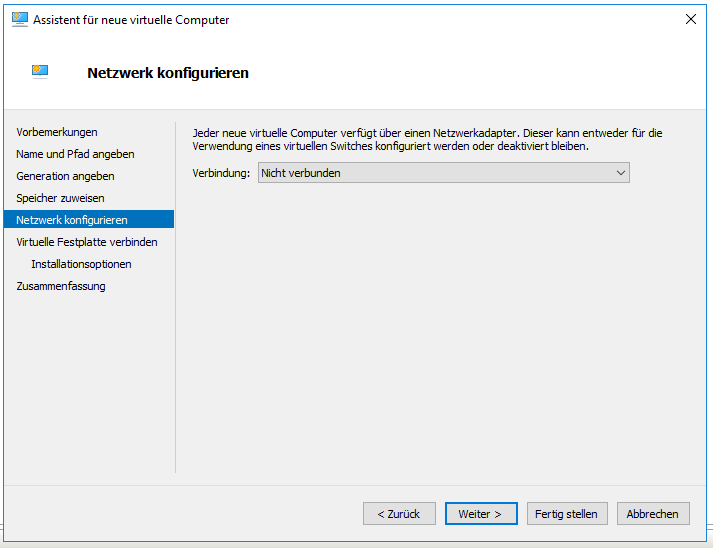 Assistent für neue virtuelle Computer
Netzwerk konfigurieren
Vorbemerkungen
Name und Pfad angeben
Generation angeben
Speicher zuweisen
Netzwerk konfigurieren
Virtuelle Festplatte verbinden
Installationsoptionen
Zusammenfassung
Jeder neue virtuelle Computer verfügt über einen Netzwerkadapter. Dieser kann entweder für die
Verwendung eines virtuellen Switches konfiguriert werden oder deaktiviert bleiben.
Verbindung: Nicht verbunden
< Zurück Weiter > Fertig stellen Abbrechen